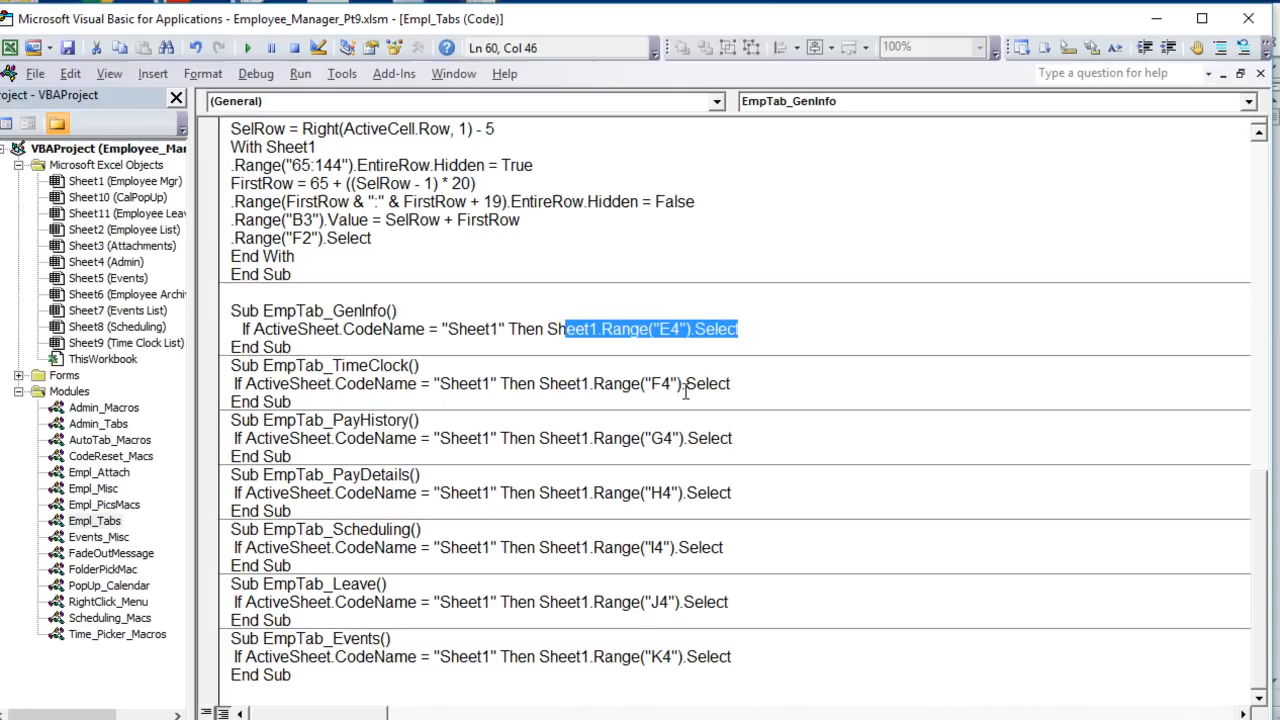 Microsoft Visual Basic for Applications - Employee_Manager_Pt9.xlsm - [Empl_Tabs (Code)]
Ln 60, Col 46
100%
File Edit View Insert Format Debug Run Tools Add-Ins Window Help
Type a question for help
roject - VBAProject
(General)
EmpTab_GenInfo
VBAProject (Employee_Mar
Microsoft Excel Objects
Sheet1 (Employee Mgr)
Sheet10 (CalPopUp)
Sheet11 (Employee Leav
Sheet2 (Employee List)
Sheet3 (Attachments)
Sheet4 (Admin)
Sheet5 (Events)
Sheet6 (Employee Archi
Sheet7 (Events List)
Sheet8 (Scheduling)
Sheet9 (Time Clock List)
ThisWorkbook
Forms
Modules
Admin_Macros
Admin_Tabs
AutoTab_Macros
CodeReset_Macs
Empl_Attach
Empl_Misc
Empl_PicsMacs
Empl_Tabs
Events_Misc
FadeOutMessage
FolderPickMac
PopUp_Calendar
RightClick_Menu
Scheduling_Macs
Time_Picker_Macros
SelRow = Right(ActiveCell.Row, 1) - 5
With Sheet1
.Range("65:144").EntireRow.Hidden = True
FirstRow = 65 + ((SelRow - 1) * 20)
.Range(FirstRow & ":" & FirstRow + 19).EntireRow.Hidden = False
.Range("B3").Value = SelRow + FirstRow
.Range("F2").Select
End With
End Sub
Sub EmpTab_GenInfo()
If ActiveSheet.CodeName = "Sheet1" Then Sheet1.Range("E4").Select
End Sub
Sub EmpTab_TimeClock()
If ActiveSheet.CodeName = "Sheet1" Then Sheet1.Range("F4").Select
End Sub
Sub EmpTab_PayHistory()
If ActiveSheet.CodeName = "Sheet1" Then Sheet1.Range("G4").Select
End Sub
Sub EmpTab_PayDetails()
If ActiveSheet.CodeName = "Sheet1" Then Sheet1.Range("H4").Select
End Sub
Sub EmpTab_Scheduling()
If ActiveSheet.CodeName = "Sheet1" Then Sheet1.Range("I4").Select
End Sub
Sub EmpTab_Leave()
If ActiveSheet.CodeName = "Sheet1" Then Sheet1.Range("J4").Select
End Sub
Sub EmpTab_Events()
If ActiveSheet.CodeName = "Sheet1" Then Sheet1.Range("K4").Select
End Sub